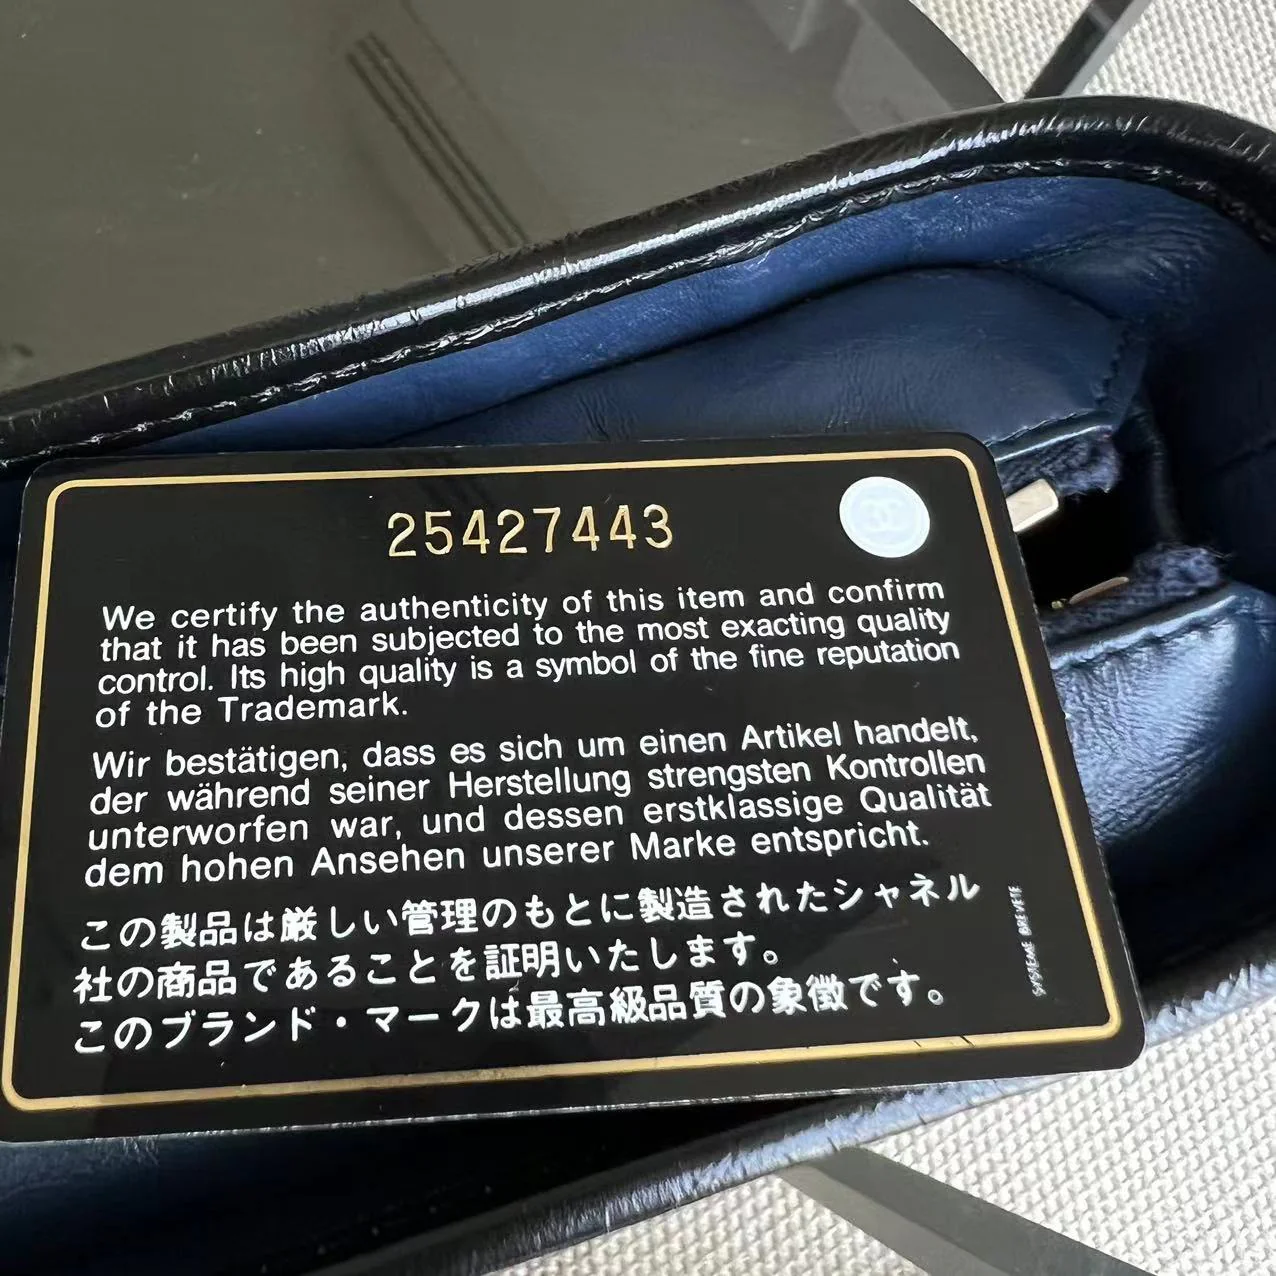 25427443
We certify the authenticity of this item and confirm
that it has been subjected to the most exacting quality
control. Its high quality is a symbol of the fine reputation
of the Trademark.
Wir bestätigen, dass es sich um einen Artikel handelt,
der während seiner Herstellung strengsten Kontrollen
unterworfen war, und dessen erstklassige Qualität
dem hohen Ansehen unserer Marke entspricht.
この製品は厳しい管理のもとに製造されたシャネル
社の商品であることを証明いたします。
このブランド・マークは最高級品質の象徴です。
SYSTEME BREVETE